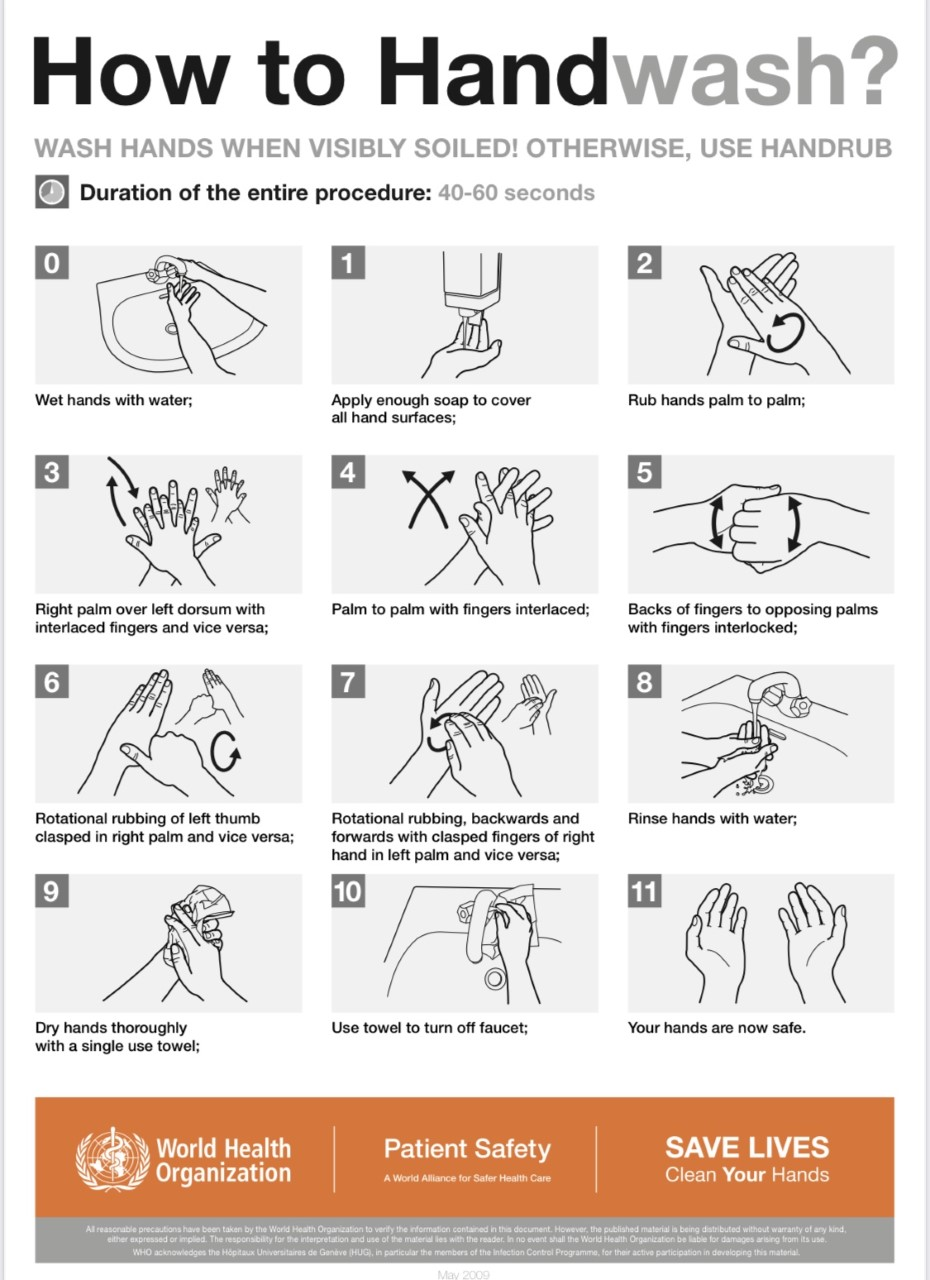 How to Handwash?
WASH HANDS WHEN VISIBLY SOILED! OTHERWISE, USE HANDRUB
Duration of the entire procedure: 40-60 seconds
0
Wet hands with water;
1
Apply enough soap to cover
all hand surfaces;
2
Rub hands palm to palm;
3
Right palm over left dorsum with
interlaced fingers and vice versa;
4
Palm to palm with fingers interlaced;
5
Backs of fingers to opposing palms
with fingers interlocked;
6
Rotational rubbing of left thumb
clasped in right palm and vice versa;
7
Rotational rubbing, backwards and
forwards with clasped fingers of right
hand in left palm and vice versa;
8
Rinse hands with water;
9
Dry hands thoroughly
with a single use towel;
10
Use towel to turn off faucet;
11
Your hands are now safe.
World Health
Organization
Patient Safety
A World Alliance for Safer Health Care
SAVE LIVES
Clean Your Hands
All reasonable precautions have been taken by the World Health Organization to verify the information contained in this document. However, the published material is being distributed without warranty of any kind,
either expressed or implied. The responsibility for the interpretation and use of the material lies with the reader. In no event shall the World Health Organization be liable for damages arising from its use.
WHO acknowledges the Hôpitaux Universitaires de Genève (HUG), in particular the members of the Infection Control Programme, for their active participation in developing this material.
May 2009